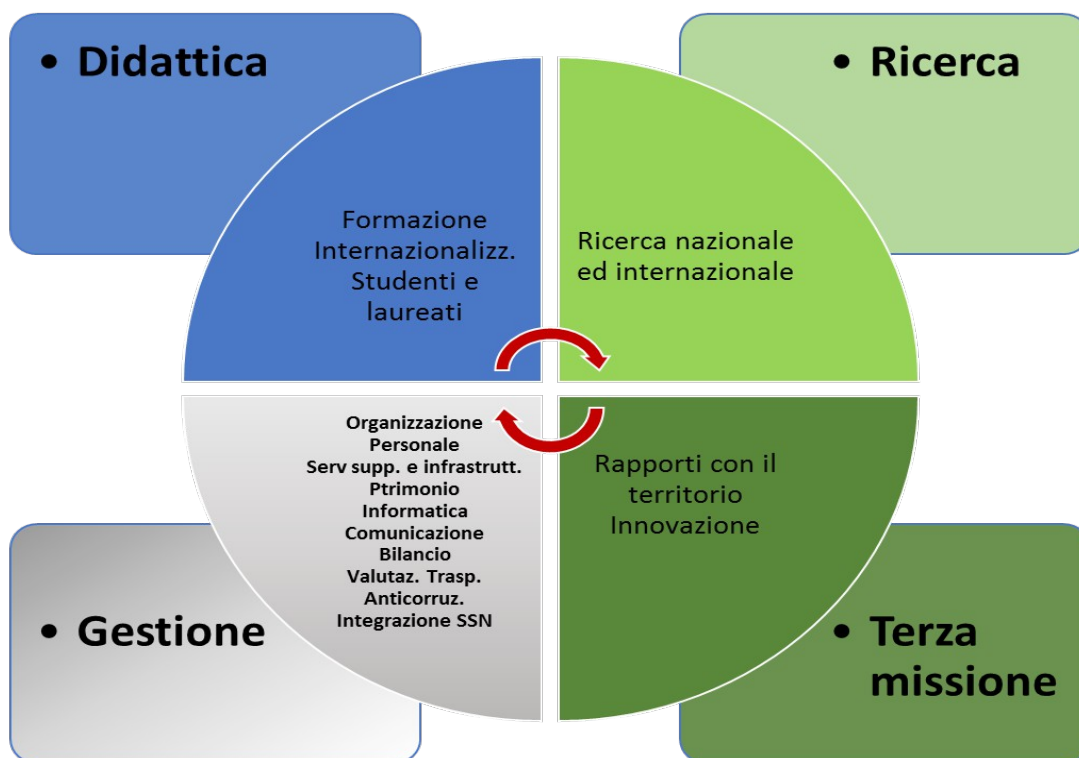 • Didattica
• Ricerca
Formazione
Internazionalizz.
Studenti e
laureati
Ricerca nazionale
ed internazionale
Organizzazione
Personale
Serv supp. e infrastrutt.
Ptrimonio
Informatica
Comunicazione
Bilancio
Valutaz. Trasp.
Anticorruz.
Integrazione SSN
Rapporti con il
territorio
Innovazione
• Gestione
• Terza
missione